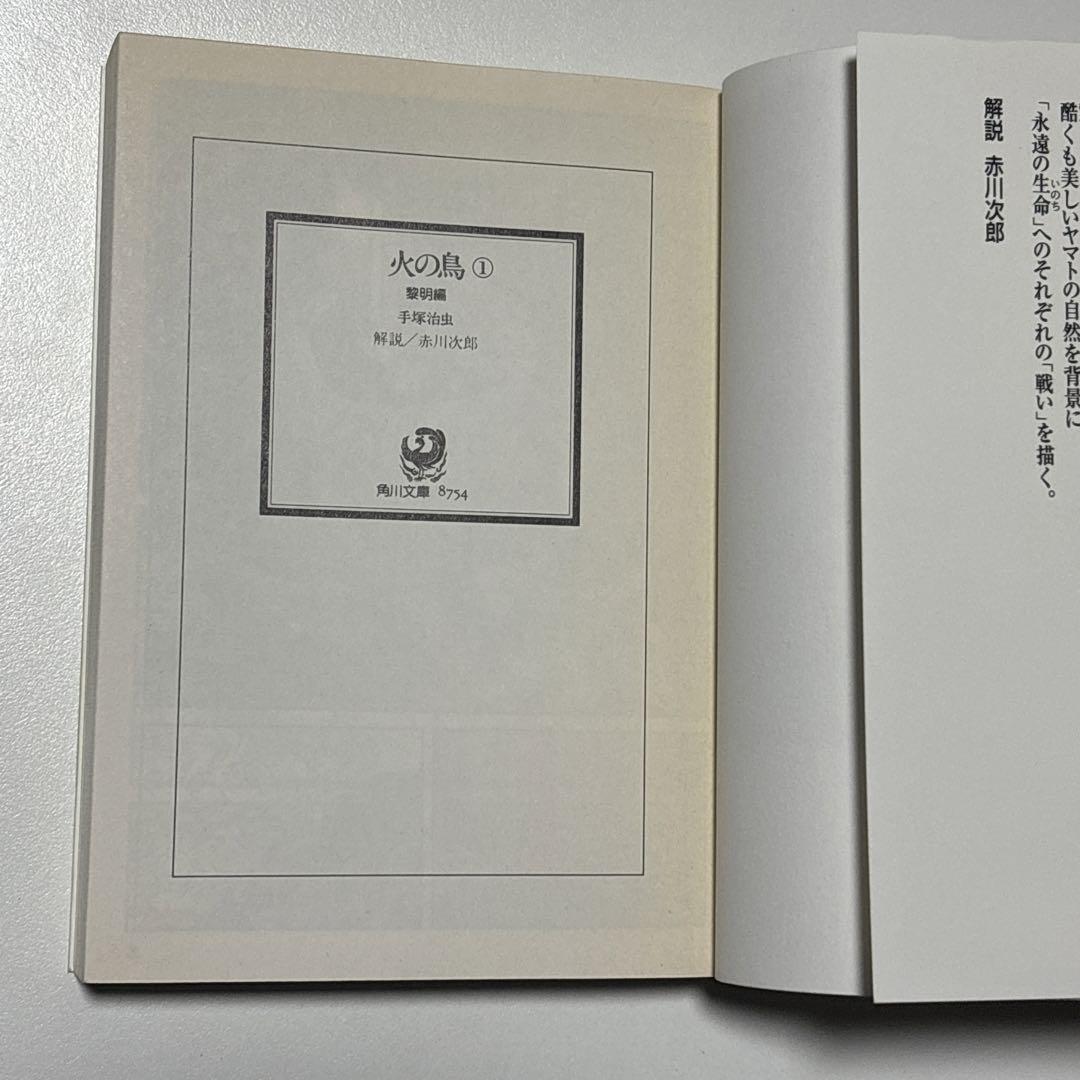 火の鳥 ①
黎明編
手塚治虫
解説／赤川次郎
角川文庫 8754
酷くも美しいヤマトの自然を背景に
「永遠の生命」へのそれぞれの「戦い」を描く。
いのち
解説 赤川次郎